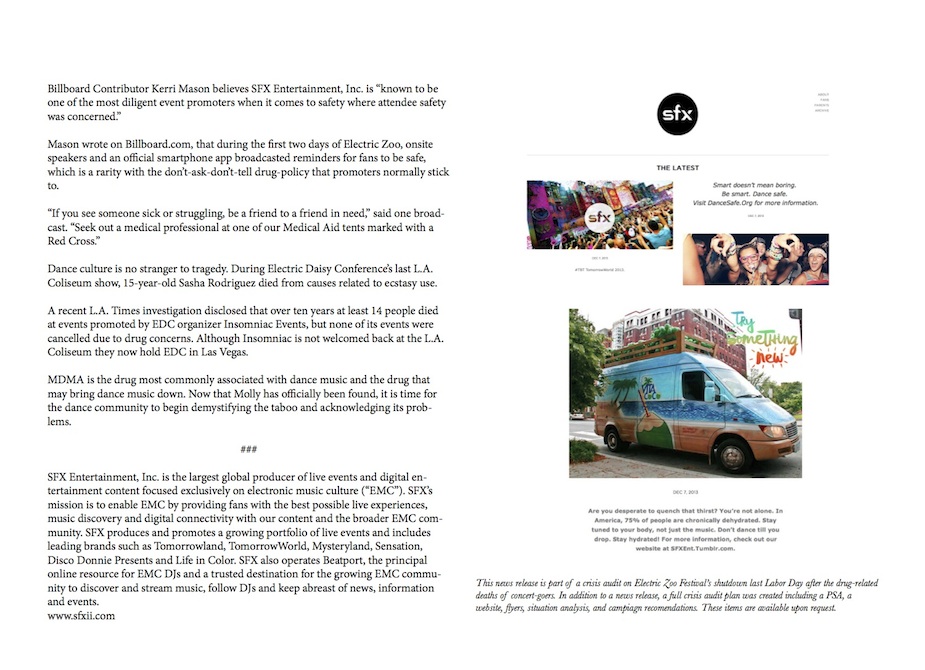 Billboard Contributor Kerri Mason believes SFX Entertainment, Inc. is “known to be
one of the most diligent event promoters when it comes to safety where attendee safety
was concerned.”
Mason wrote on Billboard.com, that during the first two days of Electric Zoo, onsite
speakers and an official smartphone app broadcasted reminders for fans to be safe,
which is a rarity with the don’t-ask-don’t-tell drug-policy that promoters normally stick
to.
“If you see someone sick or struggling, be a friend to a friend in need,” said one broad-
cast. “Seek out a medical professional at one of our Medical Aid tents marked with a
Red Cross.”
Dance culture is no stranger to tragedy. During Electric Daisy Conference’s last L.A.
Coliseum show, 15-year-old Sasha Rodriguez died from causes related to ecstasy use.
A recent L.A. Times investigation disclosed that over ten years at least 14 people died
at events promoted by EDC organizer Insomniac Events, but none of its events were
cancelled due to drug concerns. Although Insomniac is not welcomed back at the L.A.
Coliseum they now hold EDC in Las Vegas.
MDMA is the drug most commonly associated with dance music and the drug that
may bring dance music down. Now that Molly has officially been found, it is time for
the dance community to begin demystifying the taboo and acknowledging its prob-
lems.
###
SFX Entertainment, Inc. is the largest global producer of live events and digital en-
tertainment content focused exclusively on electronic music culture (“EMC”). SFX’s
mission is to enable EMC by providing fans with the best possible live experiences,
music discovery and digital connectivity with our content and the broader EMC com-
munity. SFX produces and promotes a growing portfolio of live events and includes
leading brands such as Tomorrowland, TomorrowWorld, Mysteryland, Sensation,
Disco Donnie Presents and Life in Color. SFX also operates Beatport, the principal
online resource for EMC DJs and a trusted destination for the growing EMC commu-
nity to discover and stream music, follow DJs and keep abreast of news, information
and events.
www.sfxii.com
sfx
ABOUT
THE LATEST
sfx
Smart doesn't mean boring.
Be smart. Dance safe.
Visit DanceSafe.Org for more information.
DEC 7, 2013
DEC 7, 2013
#TBT TomorrowWorld 2013.
Try
something
new
VITA
COCO
DEC 7, 2013
Are you desperate to quench that thirst? You're not alone. In
America, 75% of people are chronically dehydrated. Stay
tuned to your body, not just the music. Don't delay till you
drop. Stay hydrated! For more information, check out our
website at SFXEnt.Tumblr.com.
This news release is part of a crisis audit on Electric Zoo Festival's shutdown last Labor Day after the drug-related
deaths of concert-goers. In addition to a news release, a full crisis audit plan was created including a PSA, a
website, flyers, situation analysis, and campiagn recomendations. These items are available upon request.